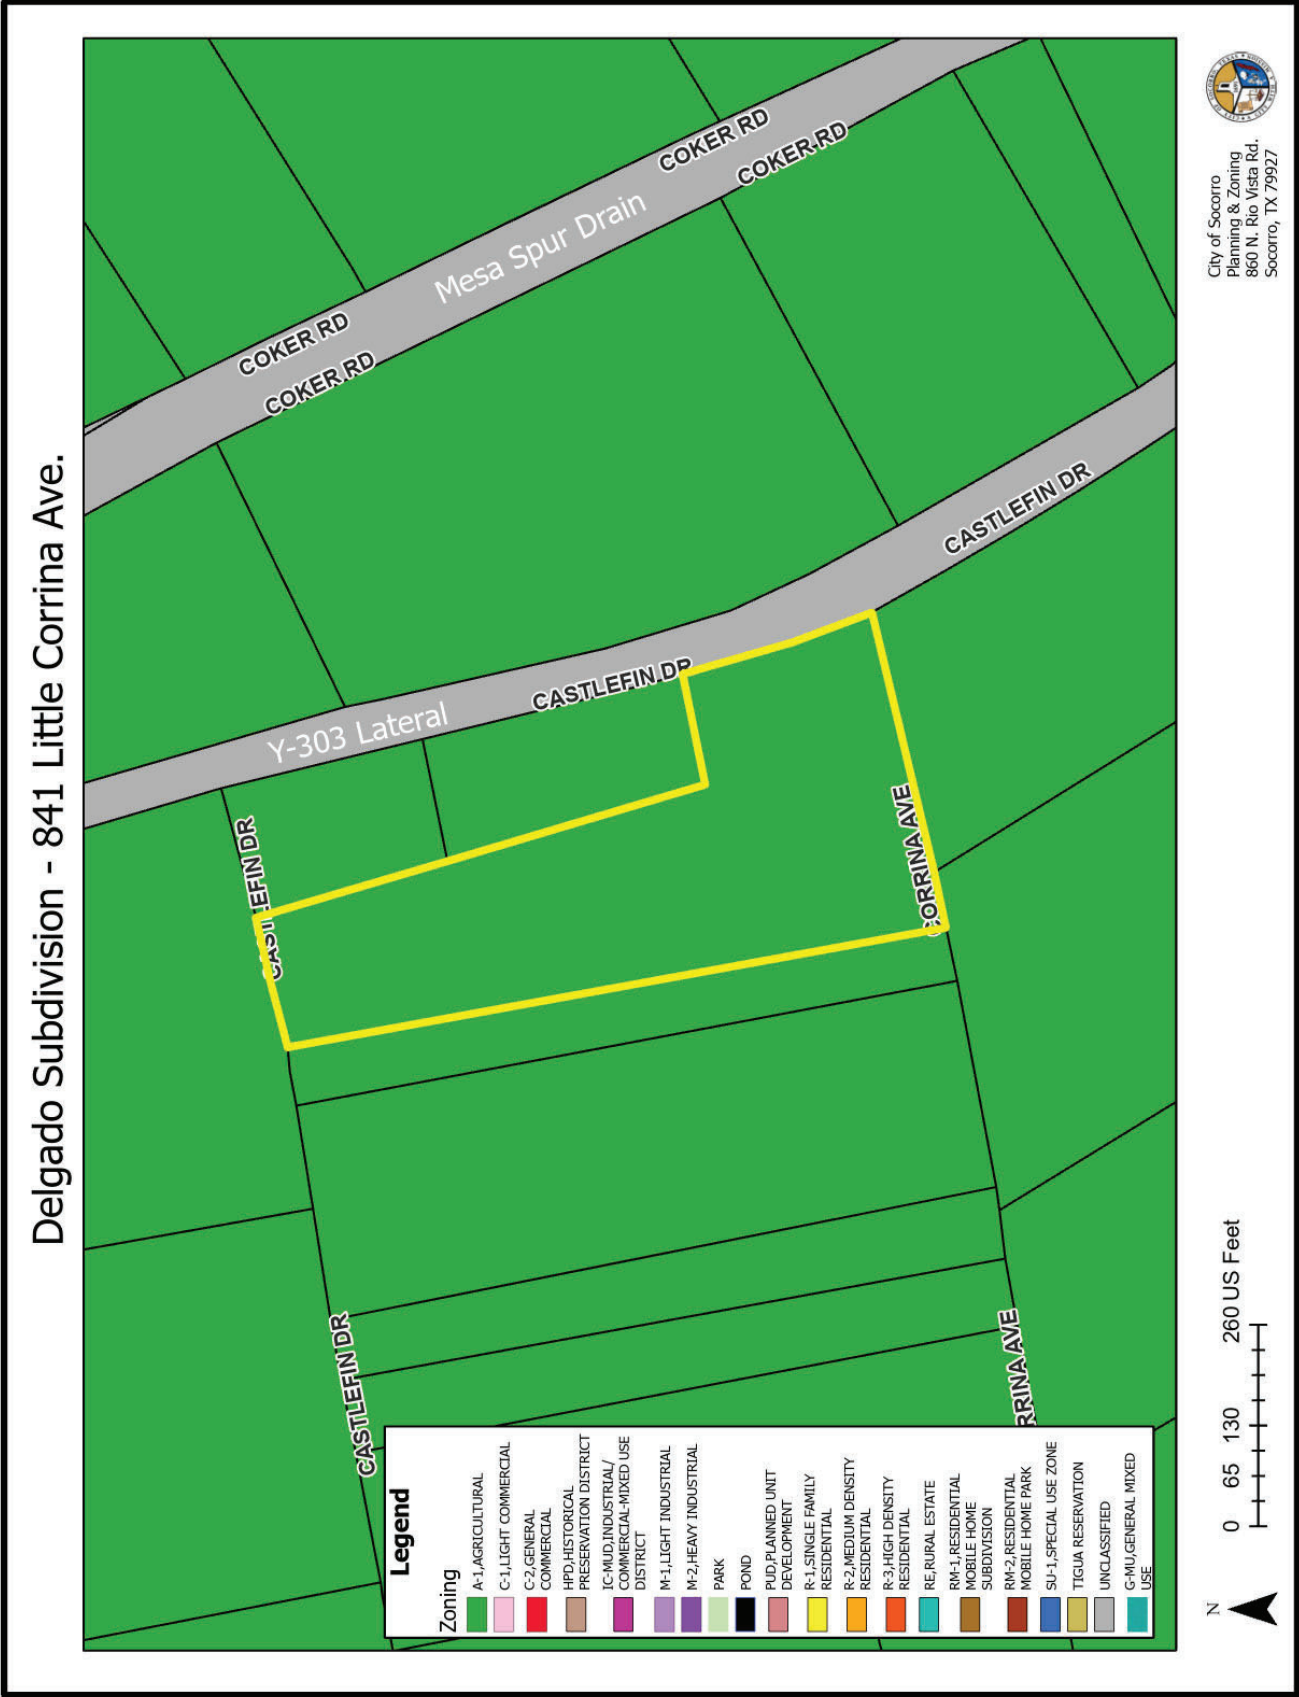 Delgado Subdivision - 841 Little Corrina Ave.
COKER RD
COKER RD
Mesa Spur Drain
COKER RD
COKER RD
Y-303 Lateral
CASTLEFIN DR
CASTLEFIN DR
CASTLEFIN DR
CASTLEFIN DR
CORRINA AVE
RRINA AVE
Legend
Zoning
A-1,AGRICULTURAL
C-1,LIGHT COMMERCIAL
C-2,GENERAL
COMMERCIAL
HPD,HISTORICAL
PRESERVATION DISTRICT
IC-MUD,INDUSTRIAL/
COMMERCIAL-MIXED USE
DISTRICT
M-1,LIGHT INDUSTRIAL
M-2,HEAVY INDUSTRIAL
PARK
POND
PUD,PLANNED UNIT
DEVELOPMENT
R-1,SINGLE FAMILY
RESIDENTIAL
R-2,MEDIUM DENSITY
RESIDENTIAL
R-3,HIGH DENSITY
RESIDENTIAL
RE,RURAL ESTATE
RM-1,RESIDENTIAL
MOBILE HOME
SUBDIVISION
RM-2,RESIDENTIAL
MOBILE HOME PARK
SU-1,SPECIAL USE ZONE
TIGUA RESERVATION
UNCLASSIFIED
G-MU,GENERAL MIXED
USE
N
0 65 130 260 US Feet
City of Socorro
Planning & Zoning
860 N. Rio Vista Rd.
Socorro, TX 79927